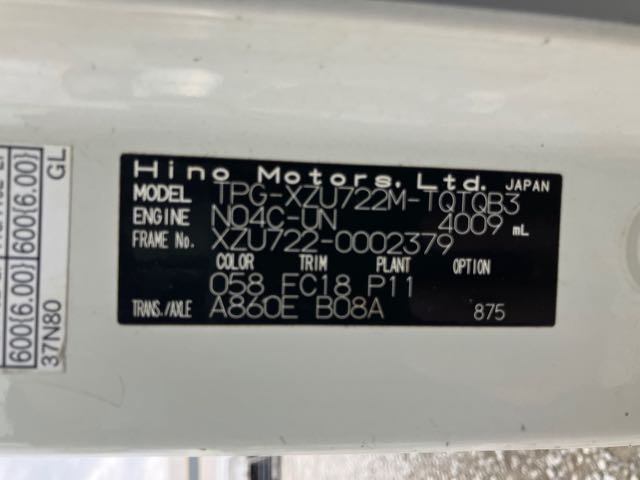 Hino Motors, Ltd. JAPAN
MODEL TPG-XZU722M-TQTQB3
ENGINE N04C-UN 4009 mL
FRAME No. XZU722-0002379
COLOR TRIM PLANT OPTION
058 FC18 P11
TRANS./AXLE A860E B08A 875
600(6.00) 600(6.00)
37N80 GL